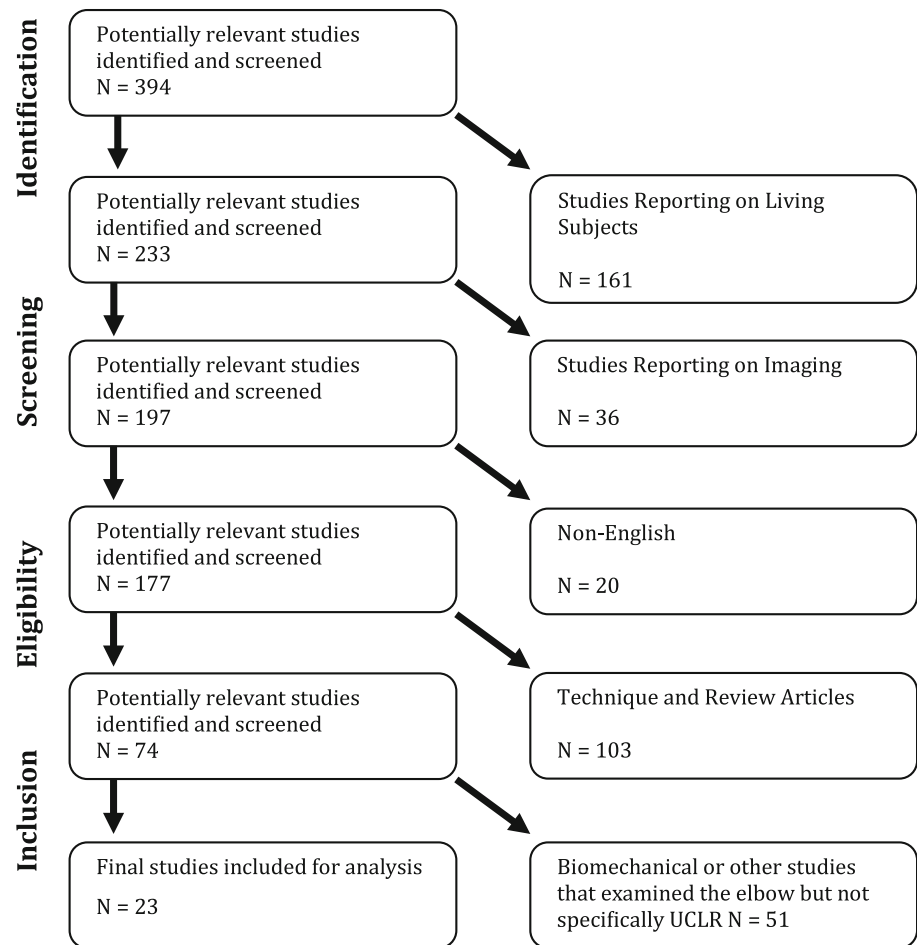 Identification
Potentially relevant studies
identified and screened
N = 394
Potentially relevant studies
identified and screened
N = 233
Studies Reporting on Living
Subjects
N = 161
Screening
Potentially relevant studies
identified and screened
N = 197
Studies Reporting on Imaging
N = 36
Eligibility
Potentially relevant studies
identified and screened
N = 177
Non-English
N = 20
Potentially relevant studies
identified and screened
N = 74
Technique and Review Articles
N = 103
Inclusion
Final studies included for analysis
N = 23
Biomechanical or other studies
that examined the elbow but not
specifically UCLR N = 51